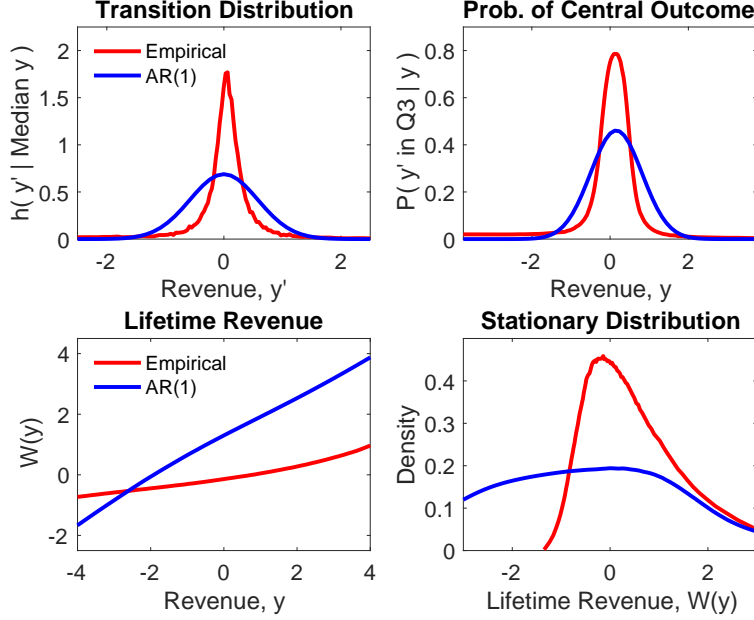 Transition Distribution
h( y' | Median y )
2
1.5
1
0.5
0
Empirical
AR(1)
-2
0
2
Revenue, y'
Prob. of Central Outcome
P( y' in Q3 | y )
0.8
0.6
0.4
0.2
0
-2
0
2
Revenue, y
Lifetime Revenue
W(y)
4
2
0
-2
Empirical
AR(1)
-4
-2
0
2
4
Revenue, y
Stationary Distribution
Density
0.4
0.3
0.2
0.1
0
-2
0
2
Lifetime Revenue, W(y)